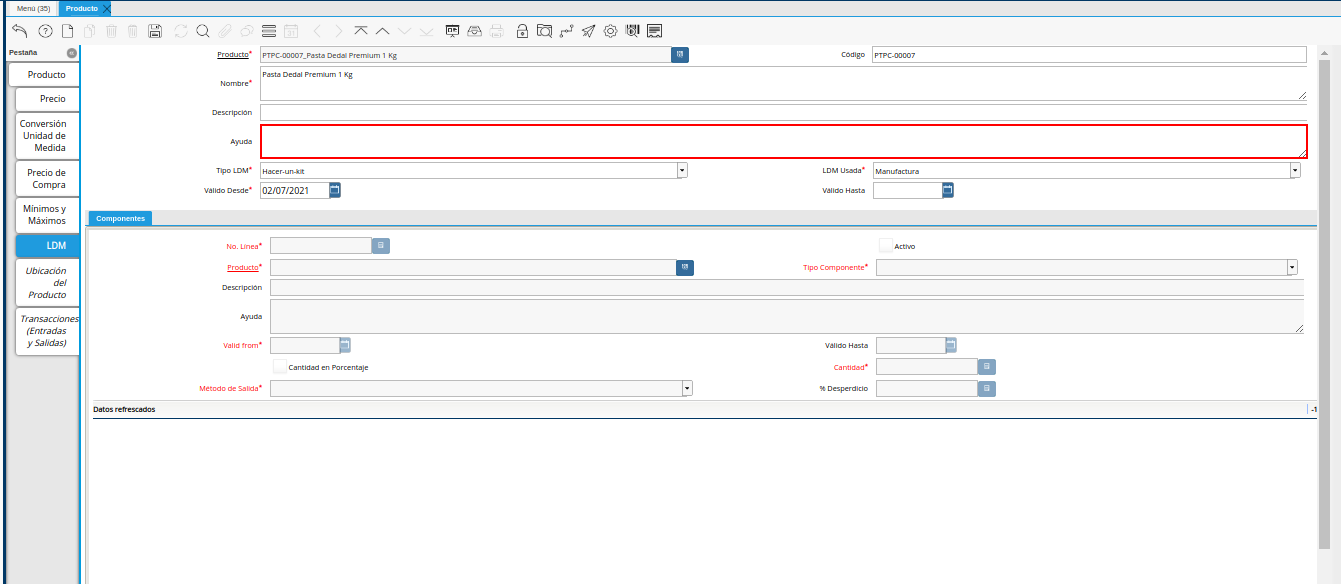 Menú (35) Producto
Pestaña
Producto
Precio
Conversión
Unidad de
Medida
Precio de
Compra
Mínimos y
Máximos
LDM
Ubicación
del
Producto
Transacciones
(Entradas
y Salidas)
Producto* PTPC-00007_Pasta Dedal Premium 1 Kg Código PTPC-00007
Nombre* Pasta Dedal Premium 1 Kg
Descripción
Ayuda
Tipo LDM* Hacer-un-kit LDM Usada* Manufactura
Válido Desde* 02/07/2021 Válido Hasta
Componentes
No. Línea* Activo
Producto* Tipo Componente*
Descripción
Ayuda
Valid from* Válido Hasta
Cantidad en Porcentaje Cantidad*
Método de Salida* % Desperdicio
Datos refrescados -1